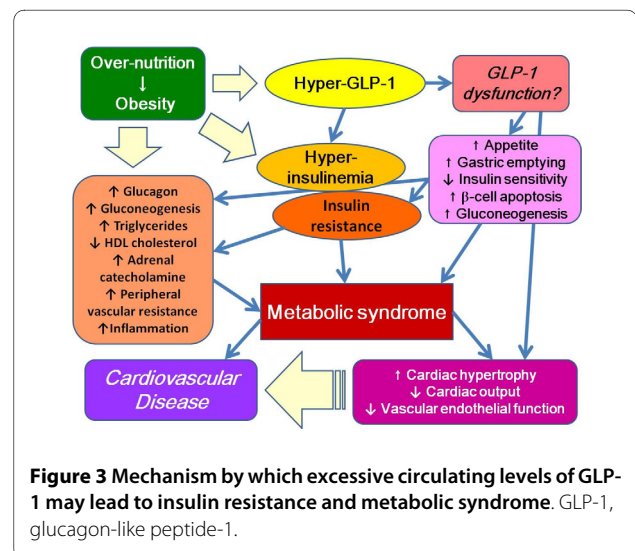 Over-nutrition
↓
Obesity
Hyper-GLP-1
GLP-1
dysfunction?
Hyper-
insulinemia
Insulin
resistance
↑ Appetite
↑ Gastric emptying
↓ Insulin sensitivity
↑ β-cell apoptosis
↑ Gluconeogenesis
↑ Glucagon
↑ Gluconeogenesis
↑ Triglycerides
↓ HDL cholesterol
↑ Adrenal
catecholamine
↑ Peripheral
vascular resistance
↑Inflammation
Metabolic syndrome
Cardiovascular
Disease
↑ Cardiac hypertrophy
↓ Cardiac output
↓ Vascular endothelial function
Figure 3 Mechanism by which excessive circulating levels of GLP-
1 may lead to insulin resistance and metabolic syndrome. GLP-1,
glucagon-like peptide-1.